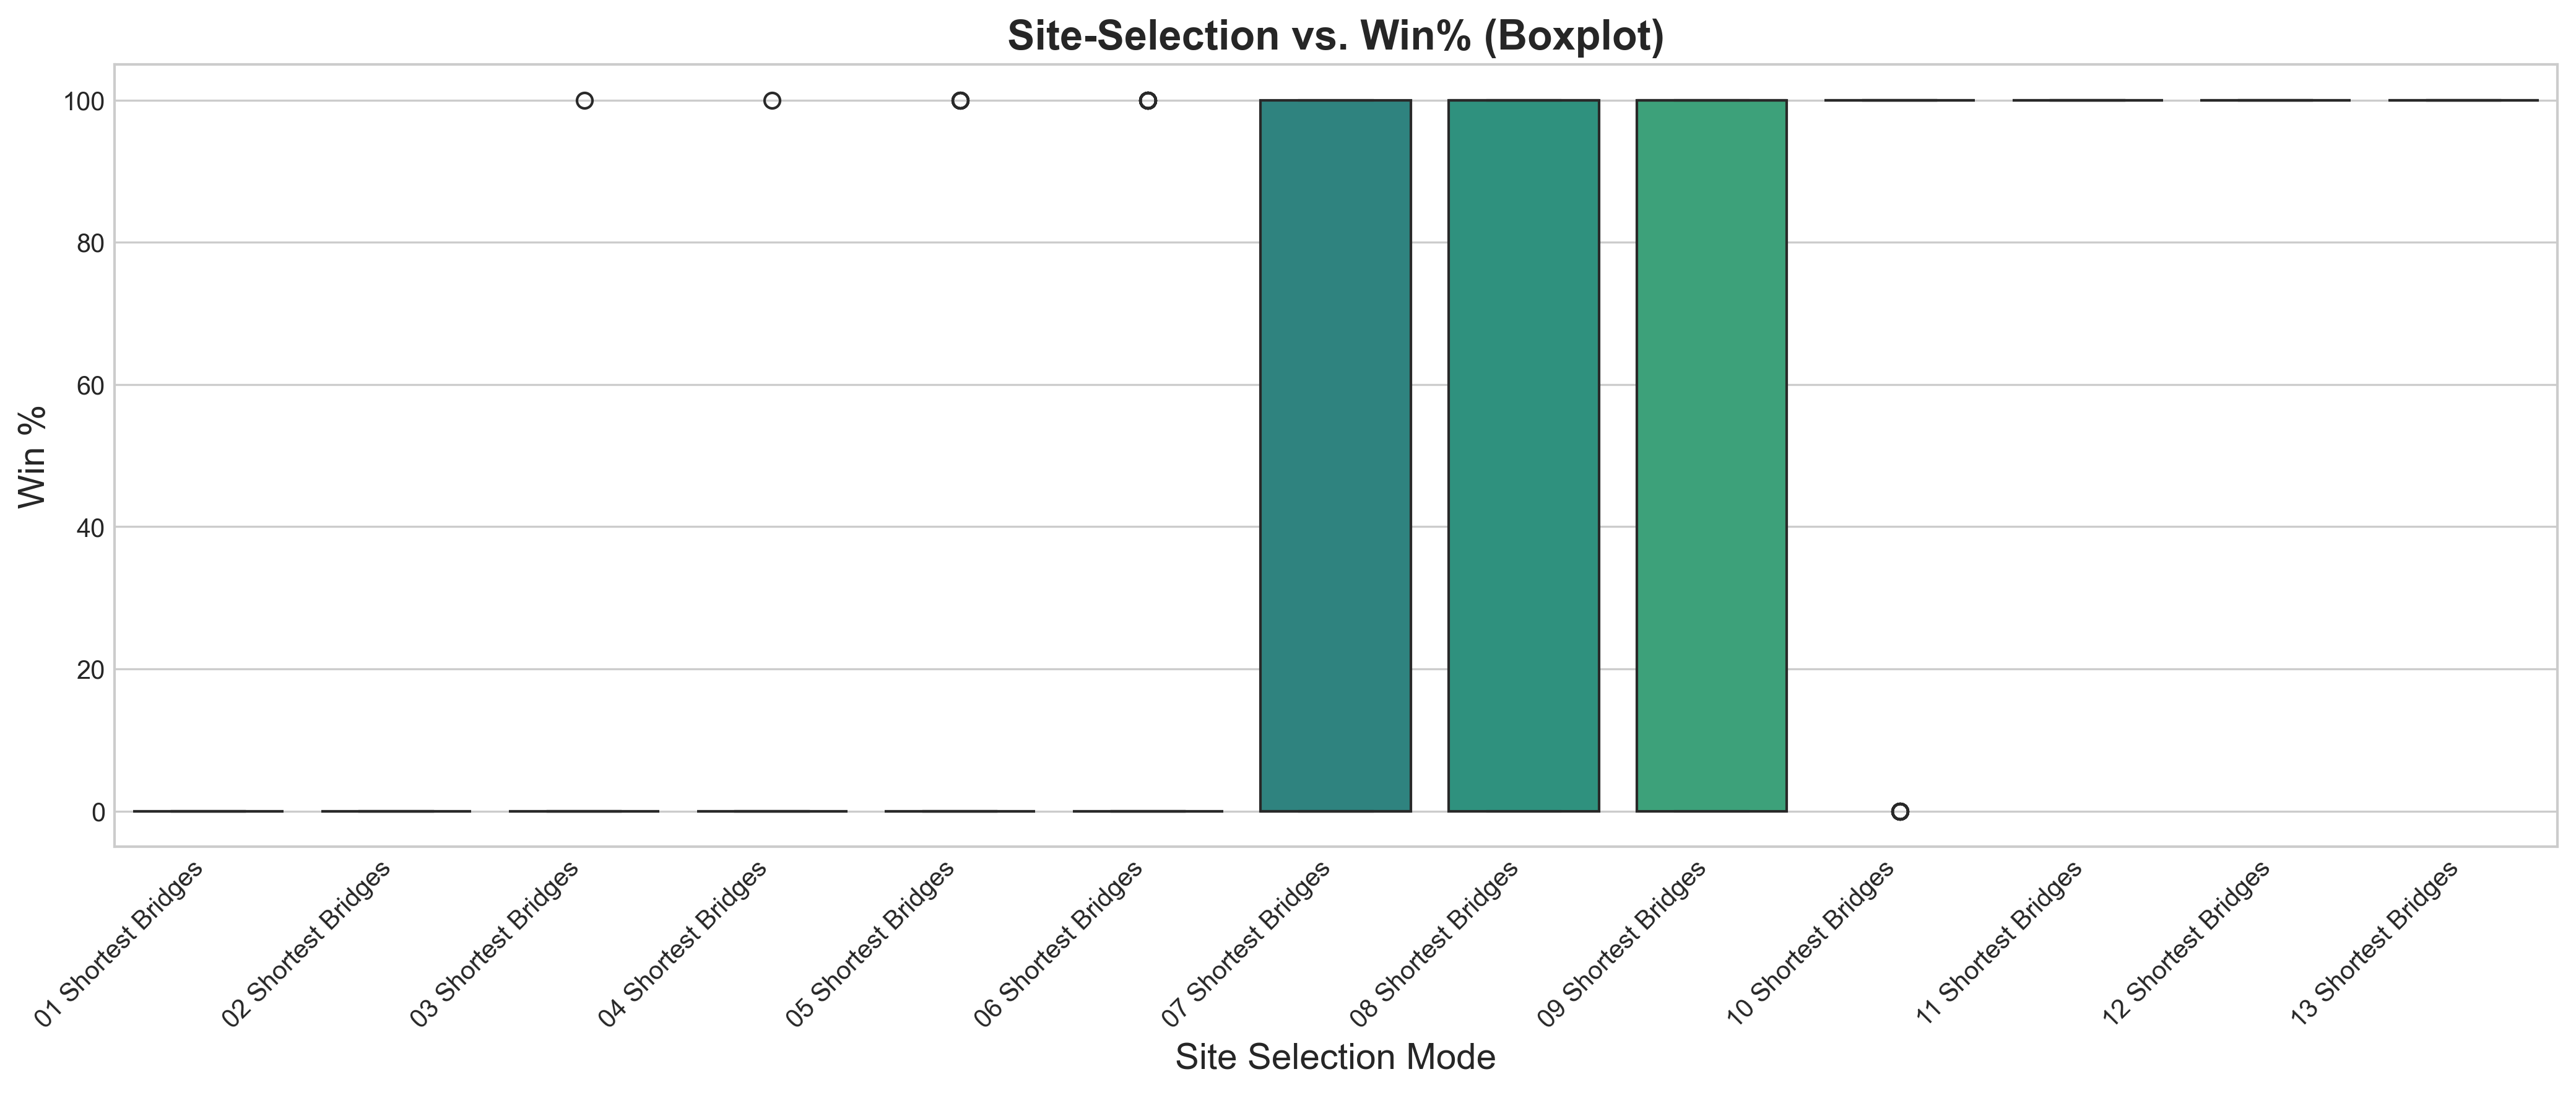 Site-Selection vs. Win% (Boxplot)
Win %
100
80
60
40
20
0
01 Shortest Bridges
02 Shortest Bridges
03 Shortest Bridges
04 Shortest Bridges
05 Shortest Bridges
06 Shortest Bridges
07 Shortest Bridges
08 Shortest Bridges
09 Shortest Bridges
10 Shortest Bridges
11 Shortest Bridges
12 Shortest Bridges
13 Shortest Bridges
Site Selection Mode